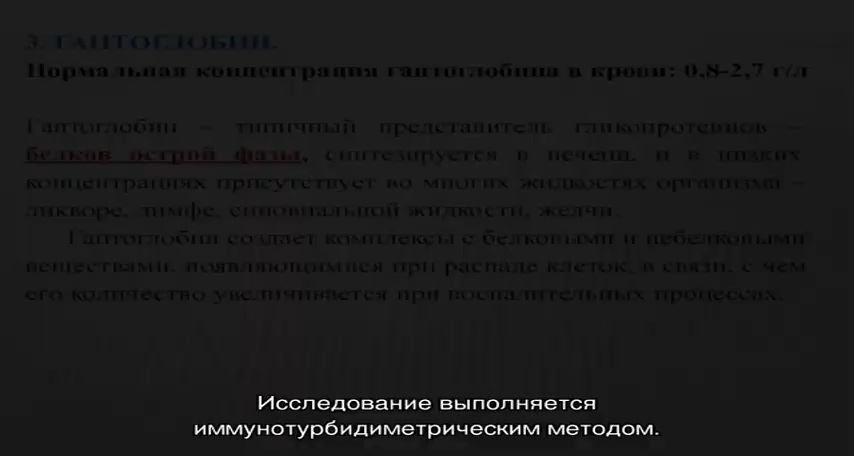 3. ГАПТОГЛОБИН.
Нормальная концентрация гаптоглобина в крови: 0,8-2,7 г/л
Гаптоглобин – типичный представитель гликопротеинов –
белков острой фазы, синтезируется в печени, и в низких
концентрациях присутствует во многих жидкостях организма –
ликворе, лимфе, синовиальной жидкости, желчи.
Гаптоглобин создает комплексы с белковыми и небелковыми
веществами, появляющимися при распаде клеток, в связи, с чем
его количество увеличивается при воспалительных процессах.
Исследование выполняется
иммунотурбидиметрическим методом.